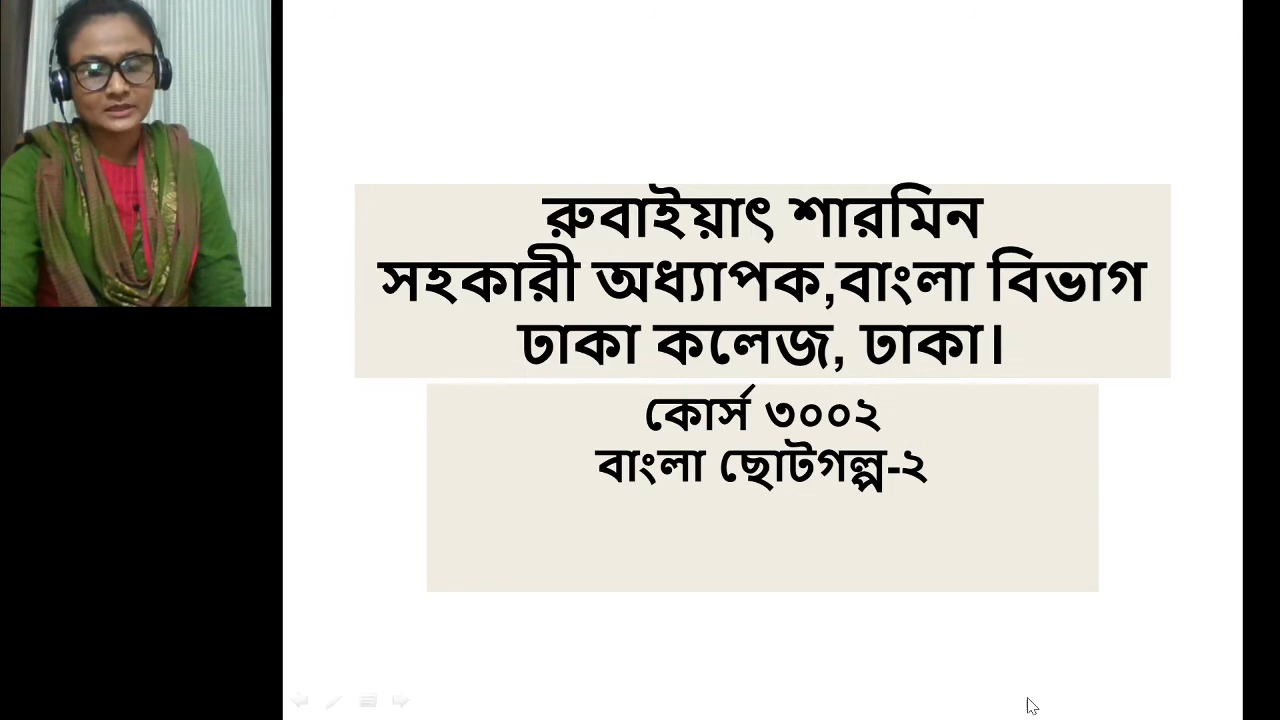 রুবাইয়াৎ শারমিন
সহকারী অধ্যাপক,বাংলা বিভাগ
ঢাকা কলেজ, ঢাকা।
কোর্স ৩০০২
বাংলা ছোটগল্প-২